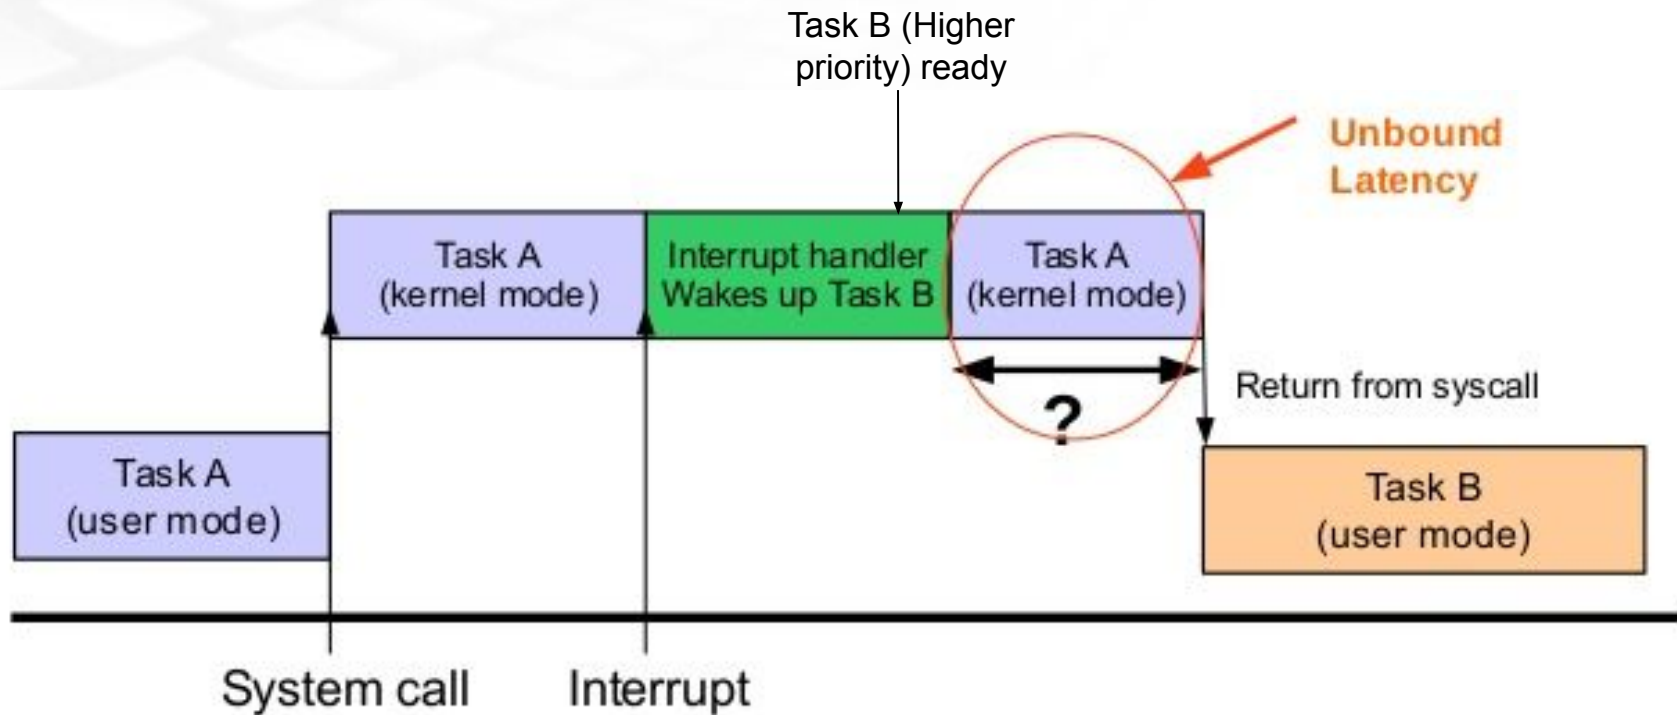 Task B (Higher
priority) ready
Unbound
Latency
Task A
(kernel mode)
Interrupt handler
Wakes up Task B
Task A
(kernel mode)
?
Return from syscall
Task A
(user mode)
Task B
(user mode)
System call
Interrupt